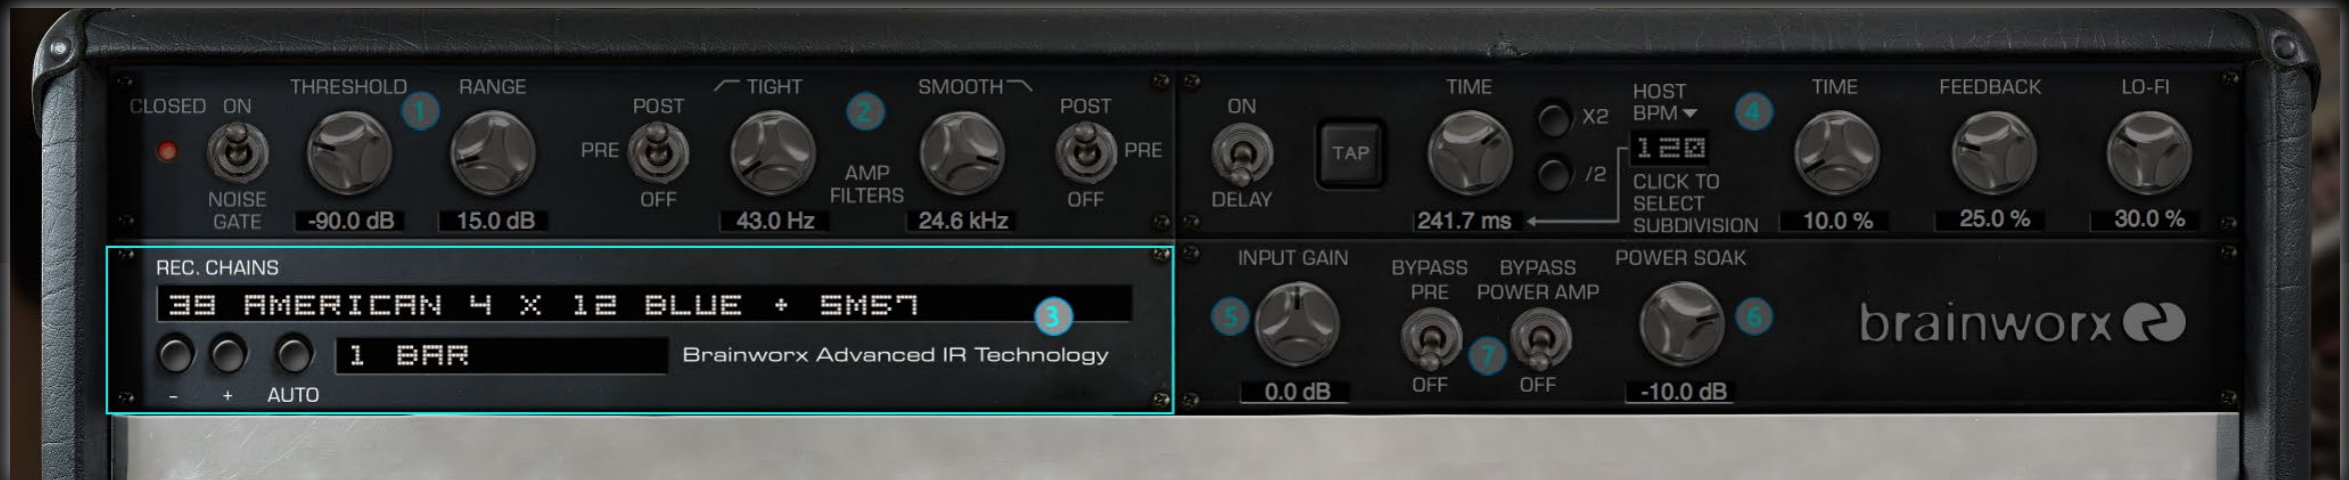 THRESHOLD
1
RANGE
CLOSED
ON
NOISE
GATE
-90.0 dB
15.0 dB
POST
PRE
OFF
TIGHT
43.0 Hz
2
AMP
FILTERS
SMOOTH
24.6 kHz
POST
PRE
OFF
ON
DELAY
TAP
TIME
241.7 ms
X2
/2
HOST
BPM
120
CLICK TO
SELECT
SUBDIVISION
4
TIME
10.0 %
FEEDBACK
25.0 %
LO-FI
30.0 %
REC. CHAINS
39 AMERICAN 4 X 12 BLUE + SM57
3
1 BAR
Brainworx Advanced IR Technology
- + AUTO
INPUT GAIN
5
0.0 dB
BYPASS
PRE
OFF
7
BYPASS
POWER AMP
OFF
POWER SOAK
6
-10.0 dB
brainworx